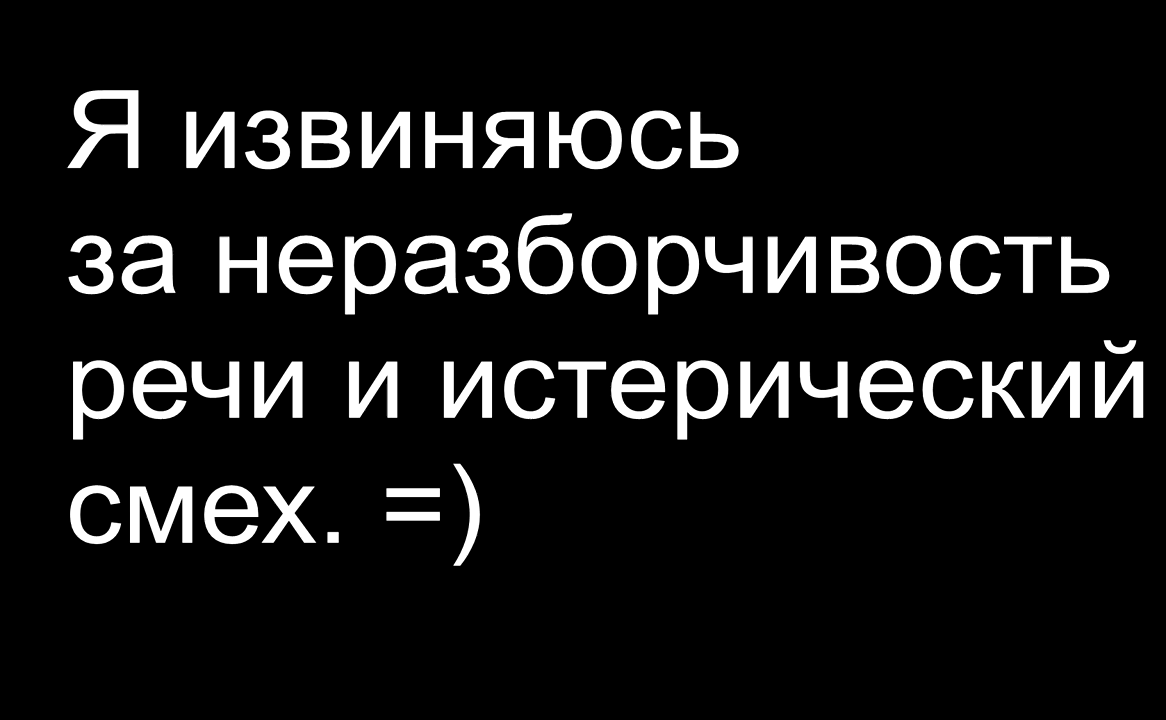 Я извиняюсь
за неразборчивость
речи и истерический
смех. =)